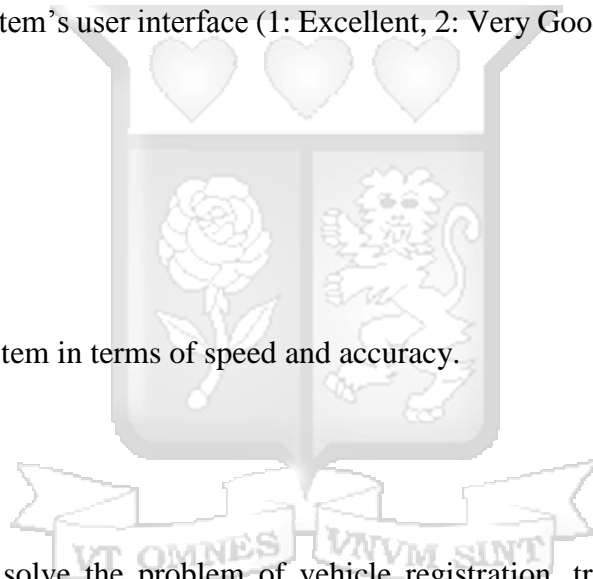 tem’s user interface (1: Excellent, 2: Very Goo
tem in terms of speed and accuracy.
VT OMNES VNVM SINT
solve the problem of vehicle registration, tr